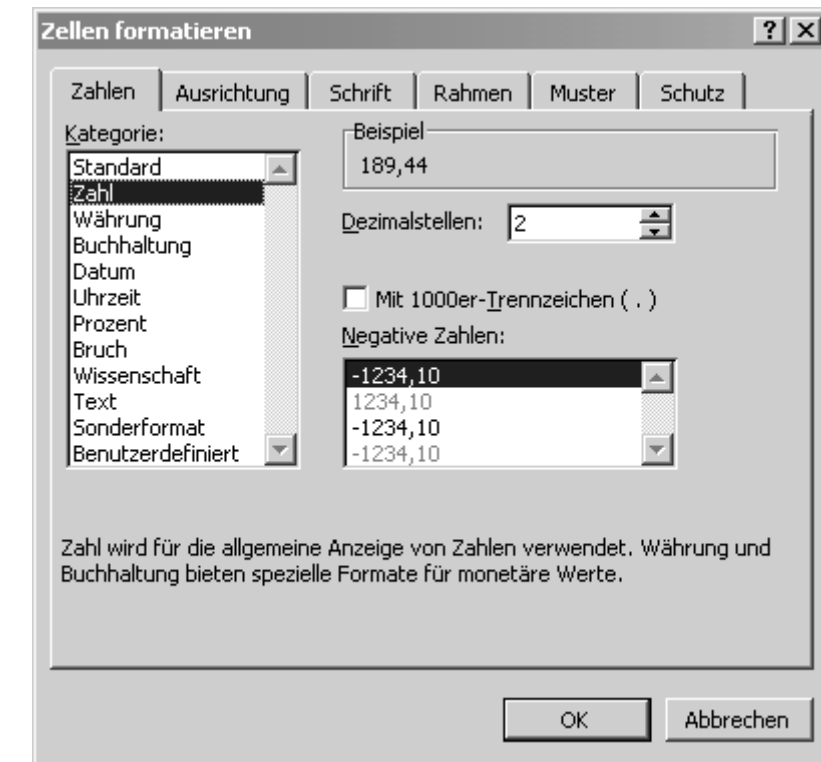 Zellen formatieren
Zahlen Ausrichtung Schrift Rahmen Muster Schutz
Kategorie:
Standard
Zahl
Währung
Buchhaltung
Datum
Uhrzeit
Prozent
Bruch
Wissenschaft
Text
Sonderformat
Benutzerdefiniert
Beispiel
189,44
Dezimalstellen: 2
Mit 1000er-Trennzeichen ( . )
Negative Zahlen:
-1234,10
1234,10
-1234,10
-1234,10
Zahl wird für die allgemeine Anzeige von Zahlen verwendet. Währung und
Buchhaltung bieten spezielle Formate für monetäre Werte.
OK Abbrechen